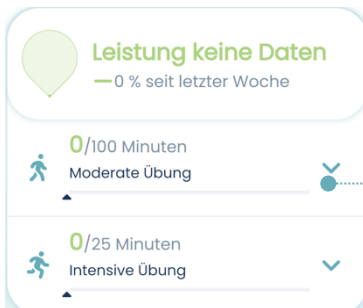 Leistung keine Daten
0 % seit letzter Woche
0/100 Minuten
Moderate Übung
0/25 Minuten
Intensive Übung